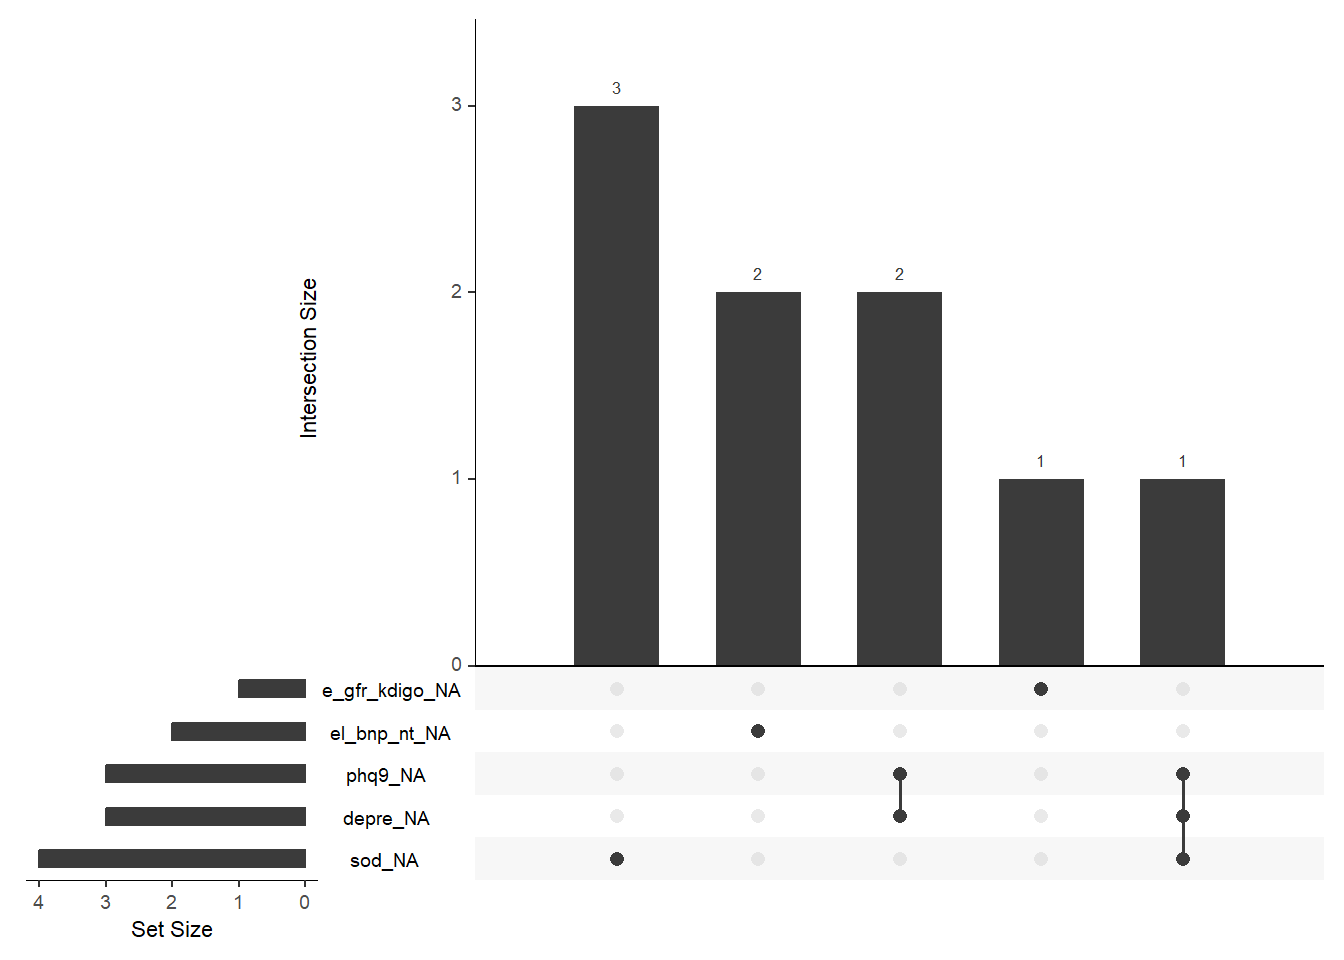 3
3
2
2
2
1
1
1
0
Intersection Size
e_gfr_kdigo_NA
el_bnp_nt_NA
phq9_NA
depre_NA
sod_NA
4 3 2 1 0
Set Size